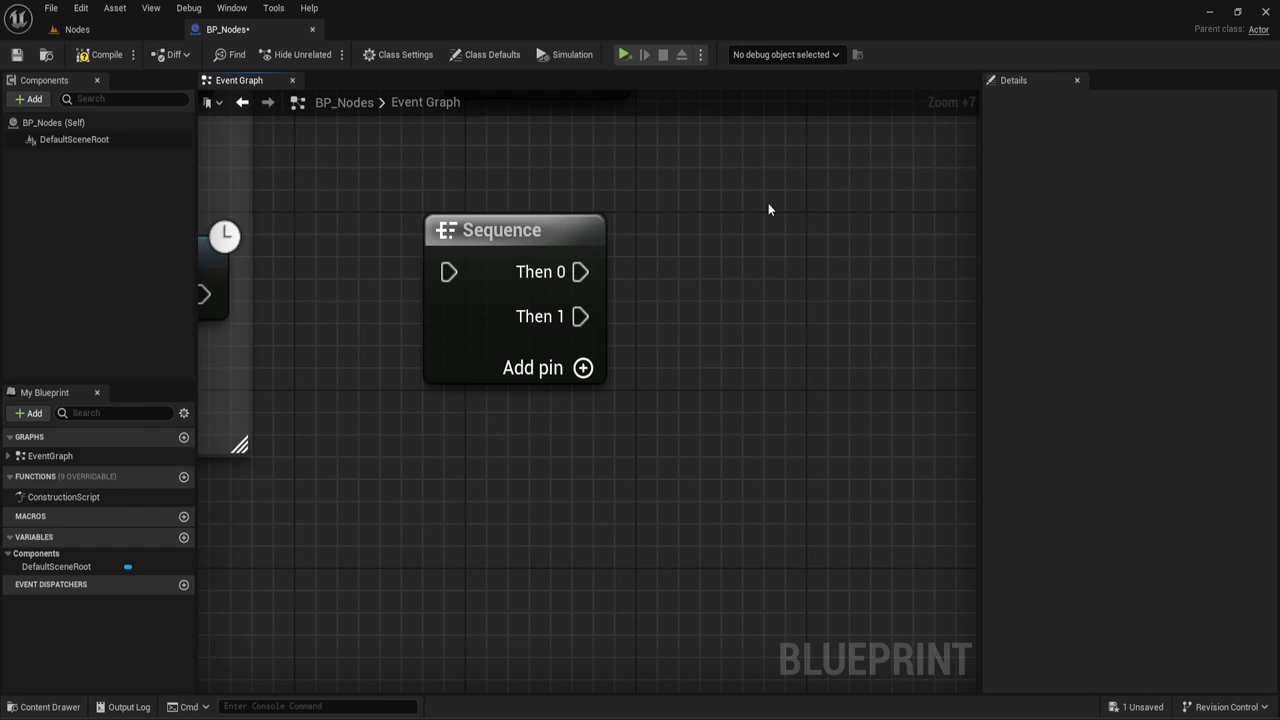 File Edit Asset View Debug Window Tools Help
Nodes BP_Nodes*
Parent class: Actor
Compile Diff Find Hide Unrelated Class Settings Class Defaults Simulation No debug object selected
Components Event Graph Details
Add Search
BP_Nodes > Event Graph Zoom +7
BP_Nodes (Self)
DefaultSceneRoot
Sequence
Then 0
Then 1
Add pin
My Blueprint
Add Search
GRAPHS
EventGraph
FUNCTIONS (9 OVERRIDABLE)
ConstructionScript
MACROS
VARIABLES
Components
DefaultSceneRoot
EVENT DISPATCHERS
BLUEPRINT
Content Drawer Output Log Cmd Enter Console Command 1 Unsaved Revision Control